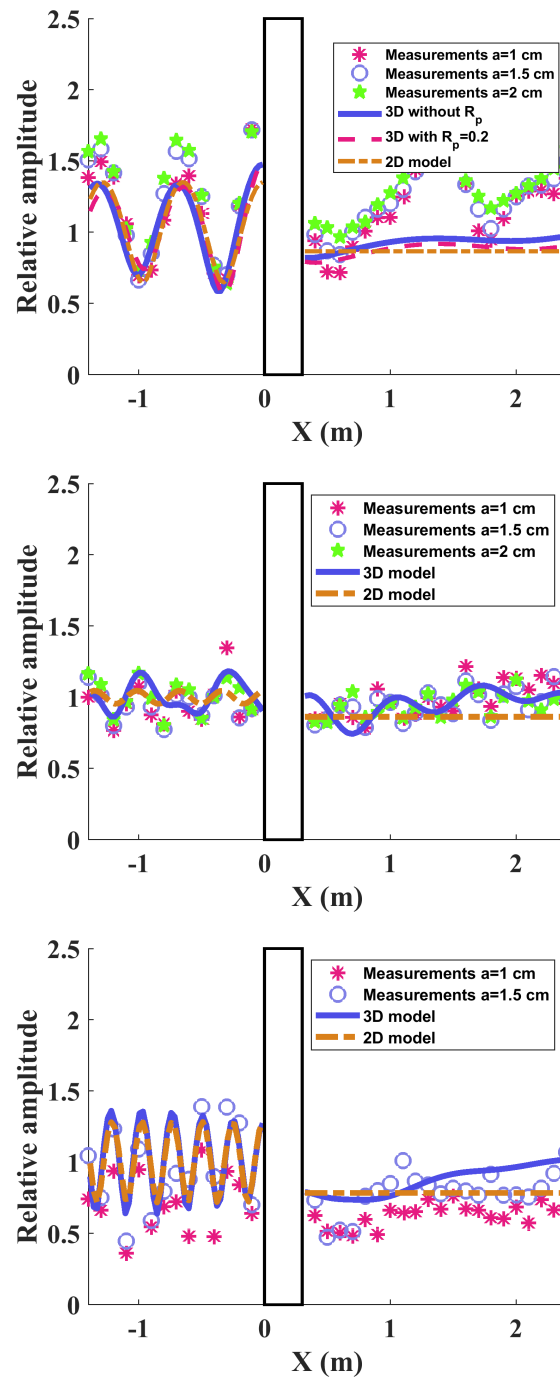 2.5
2
1.5
1
0.5
0
Relative amplitude
Measurements a=1 cm
Measurements a=1.5 cm
Measurements a=2 cm
3D without Rp
3D with Rp=0.2
2D model
-1 0 1 2
X (m)
2.5
2
1.5
1
0.5
0
Relative amplitude
Measurements a=1 cm
Measurements a=1.5 cm
Measurements a=2 cm
3D model
2D model
-1 0 1 2
X (m)
2.5
2
1.5
1
0.5
0
Relative amplitude
Measurements a=1 cm
Measurements a=1.5 cm
3D model
2D model
-1 0 1 2
X (m)